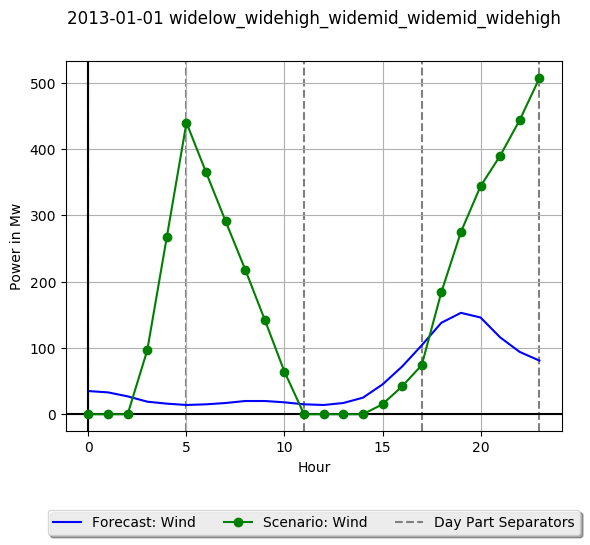 2013-01-01 widelow_widehigh_widemid_widemid_widehigh
500
400
300
200
100
0
Power in Mw
0 5 10 15 20
Hour
Forecast: Wind Scenario: Wind Day Part Separators